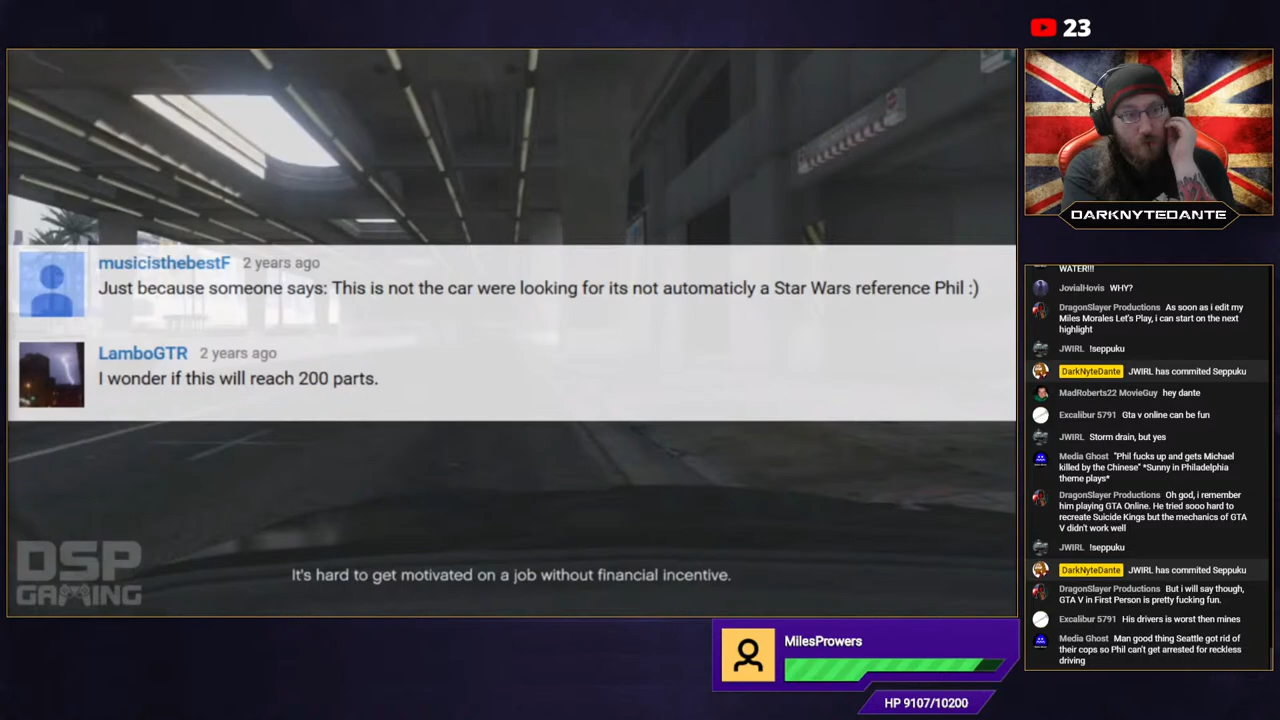 23
DARKNYTEDANTE
musicisthebestF 2 years ago
Just because someone says: This is not the car were looking for its not automaticly a Star Wars reference Phil :)
LamboGTR 2 years ago
I wonder if this will reach 200 parts.
DSP
GAMING
It's hard to get motivated on a job without financial incentive.
MilesProwers
HP 9107/10200
WATER!!!
JovialHovis WHY?
DragonSlayer Productions As soon as i edit my
Miles Morales Let's Play, i can start on the next
highlight
JWIRL !seppuku
DarkNyteDante JWIRL has commited Seppuku
MadRoberts22 MovieGuy hey dante
Excalibur 5791 Gta v online can be fun
JWIRL Storm drain, but yes
Media Ghost "Phil fucks up and gets Michael
killed by the Chinese" *Sunny in Philadelphia
theme plays*
DragonSlayer Productions Oh god, i remember
him playing GTA Online. He tried sooo hard to
recreate Suicide Kings but the mechanics of GTA
V didn't work well
JWIRL !seppuku
DarkNyteDante JWIRL has commited Seppuku
DragonSlayer Productions But i will say though,
GTA V in First Person is pretty fucking fun.
Excalibur 5791 His drivers is worst then mines
Media Ghost Man good thing Seattle got rid of
their cops so Phil can't get arrested for reckless
driving